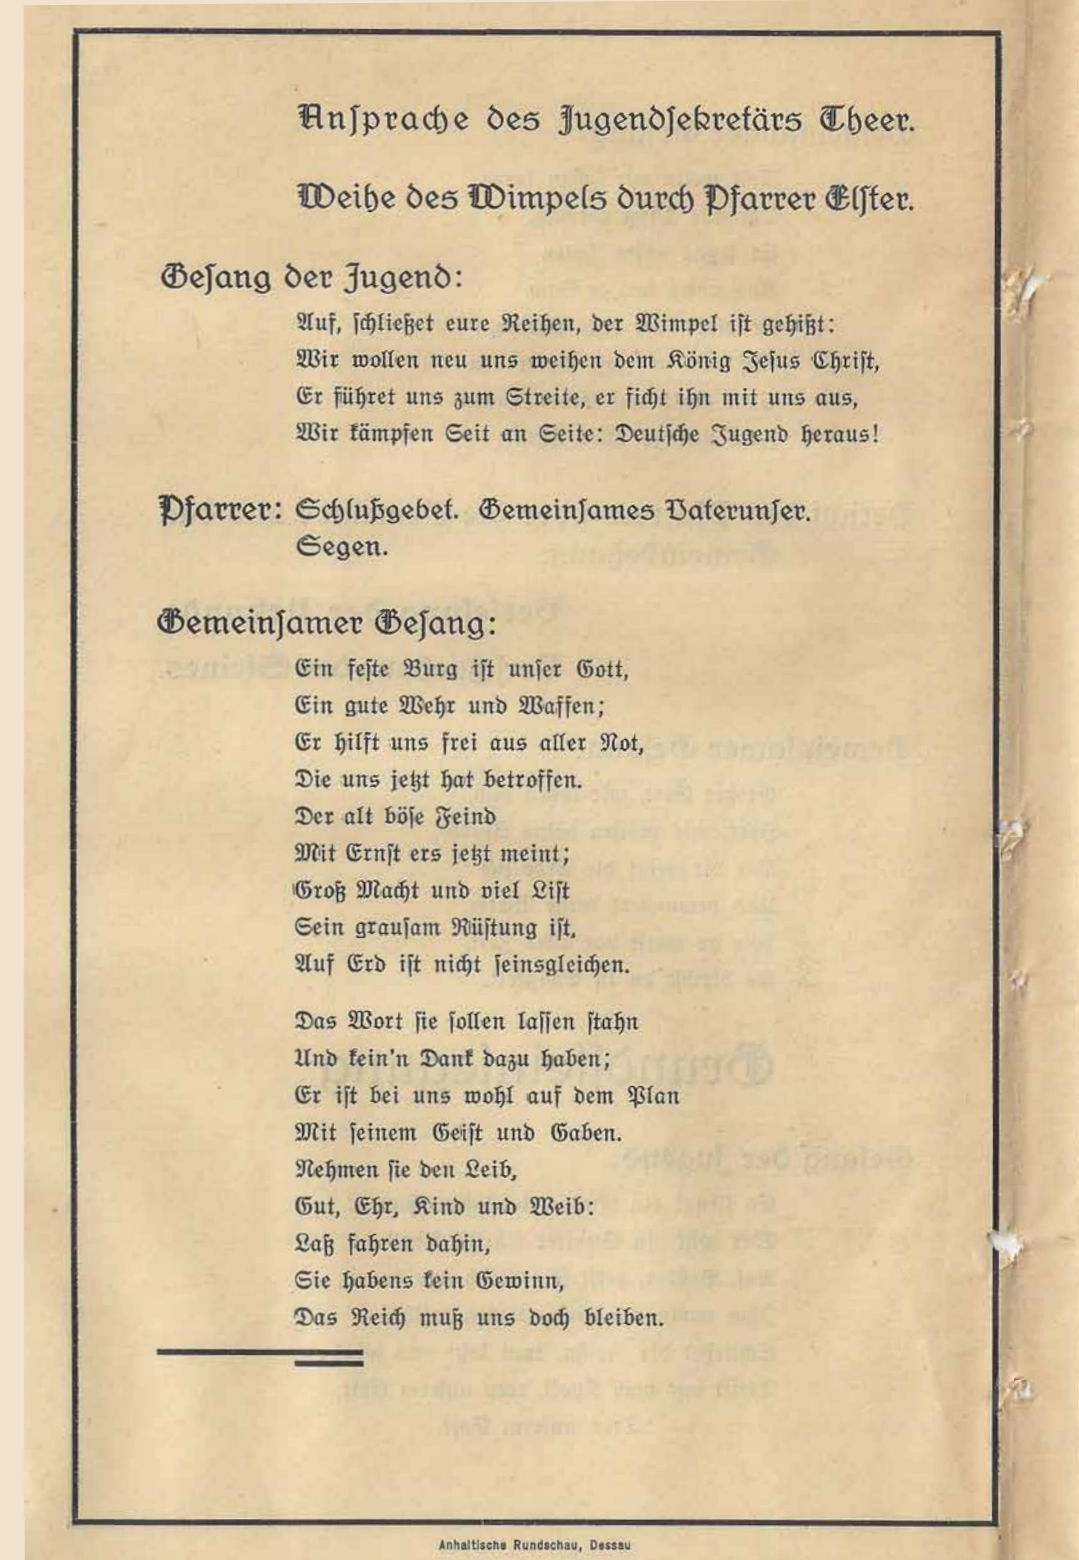 Ansprache des Jugendsekretärs Theer.
Weihe des Wimpels durch Pfarrer Elster.
Gesang der Jugend:
Auf, schließet eure Reihen, der Wimpel ist gehißt:
Wir wollen neu uns weihen dem König Jesus Christ,
Er führet uns zum Streite, er ficht ihn mit uns aus,
Wir kämpfen Seit an Seite: Deutsche Jugend heraus!
Pfarrer: Schlußgebet. Gemeinsames Vaterunser.
Segen.
Gemeinsamer Gesang:
Ein feste Burg ist unser Gott,
Ein gute Wehr und Waffen;
Er hilft uns frei aus aller Not,
Die uns jetzt hat betroffen.
Der alt böse Feind
Mit Ernst ers jetzt meint;
Groß Macht und viel List
Sein grausam Rüstung ist,
Auf Erd ist nicht seinsgleichen.
Das Wort sie sollen lassen stahn
Und kein'n Dank dazu haben;
Er ist bei uns wohl auf dem Plan
Mit seinem Geist und Gaben.
Nehmen sie den Leib,
Gut, Ehr, Kind und Weib:
Laß fahren dahin,
Sie habens kein Gewinn,
Das Reich muß uns doch bleiben.
Anhaltische Rundschau, Dessau